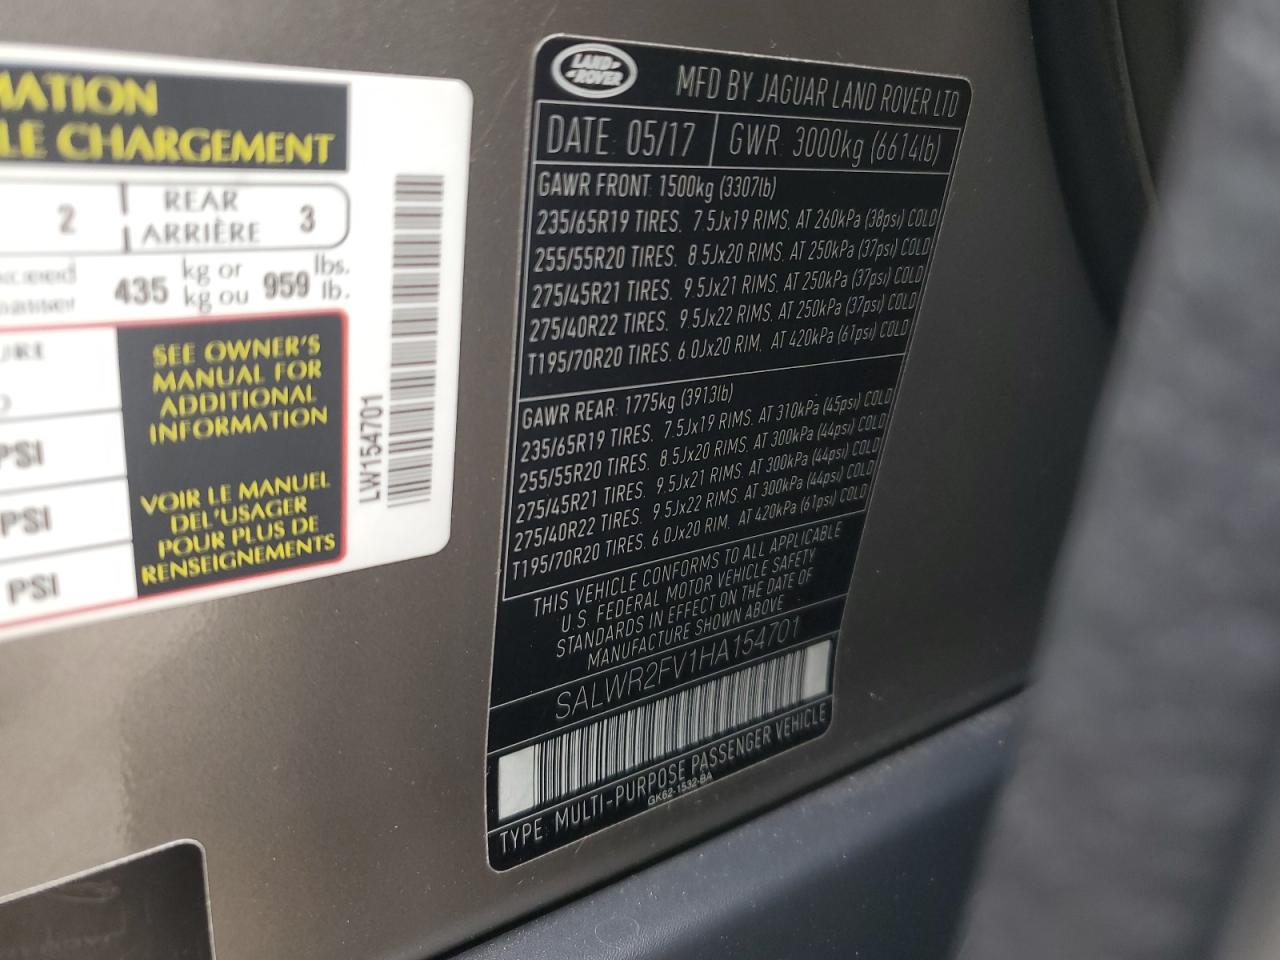 MATION
LE CHARGEMENT
2 REAR 3
ARRIÈRE
435 kg or 959 lbs.
kg ou lb.
SEE OWNER'S
MANUAL FOR
ADDITIONAL
INFORMATION
PSI
PSI
PSI
VOIR LE MANUEL
DEL'USAGER
POUR PLUS DE
RENSEIGNEMENTS
LW154701
LAND
ROVER
MFD BY JAGUAR LAND ROVER LTD
DATE: 05/17 GWR: 3000kg (6614lb)
GAWR FRONT: 1500kg (3307lb)
235/65R19 TIRES, 7.5Jx19 RIMS, AT 260kPa (38psi) COLD
255/55R20 TIRES, 8.5Jx20 RIMS, AT 250kPa (37psi) COLD
275/45R21 TIRES, 9.5Jx21 RIMS, AT 250kPa (37psi) COLD
275/40R22 TIRES, 9.5Jx22 RIMS, AT 250kPa (37psi) COLD
T195/70R20 TIRES, 6.0Jx20 RIM, AT 420kPa (61psi) COLD
GAWR REAR: 1775kg (3913lb)
235/65R19 TIRES, 7.5Jx19 RIMS, AT 310kPa (45psi) COLD
255/55R20 TIRES, 8.5Jx20 RIMS, AT 300kPa (44psi) COLD
275/45R21 TIRES, 9.5Jx21 RIMS, AT 300kPa (44psi) COLD
275/40R22 TIRES, 9.5Jx22 RIMS, AT 300kPa (44psi) COLD
T195/70R20 TIRES, 6.0Jx20 RIM, AT 420kPa (61psi) COLD
THIS VEHICLE CONFORMS TO ALL APPLICABLE
U.S. FEDERAL MOTOR VEHICLE SAFETY
STANDARDS IN EFFECT ON THE DATE OF
MANUFACTURE SHOWN ABOVE
SALWR2FV1HA154701
TYPE: MULTI-PURPOSE PASSENGER VEHICLE
GK62-1532-BA